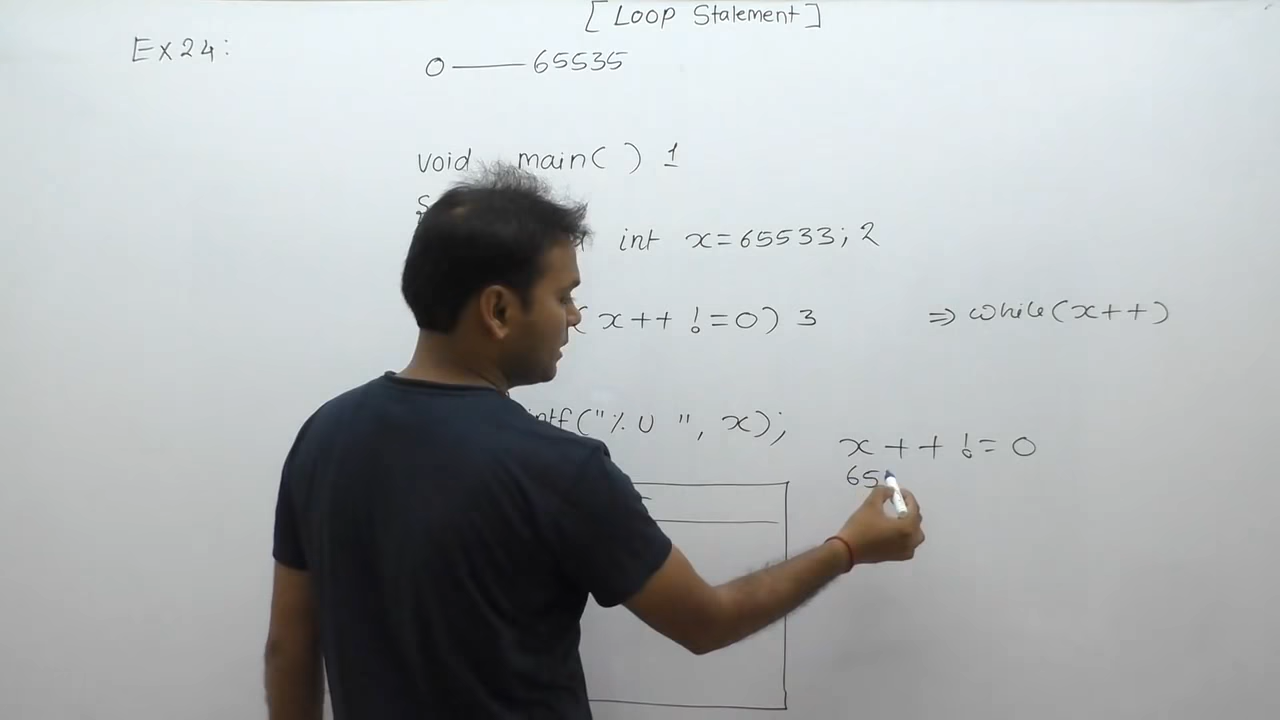 [Loop Statement]
Ex24:
0 — 65535
void main( ) 1
int x=65533; 2
(x++ !=0) 3
⇒ while(x++)
ntf("%u ", x);
x++ !=0
65